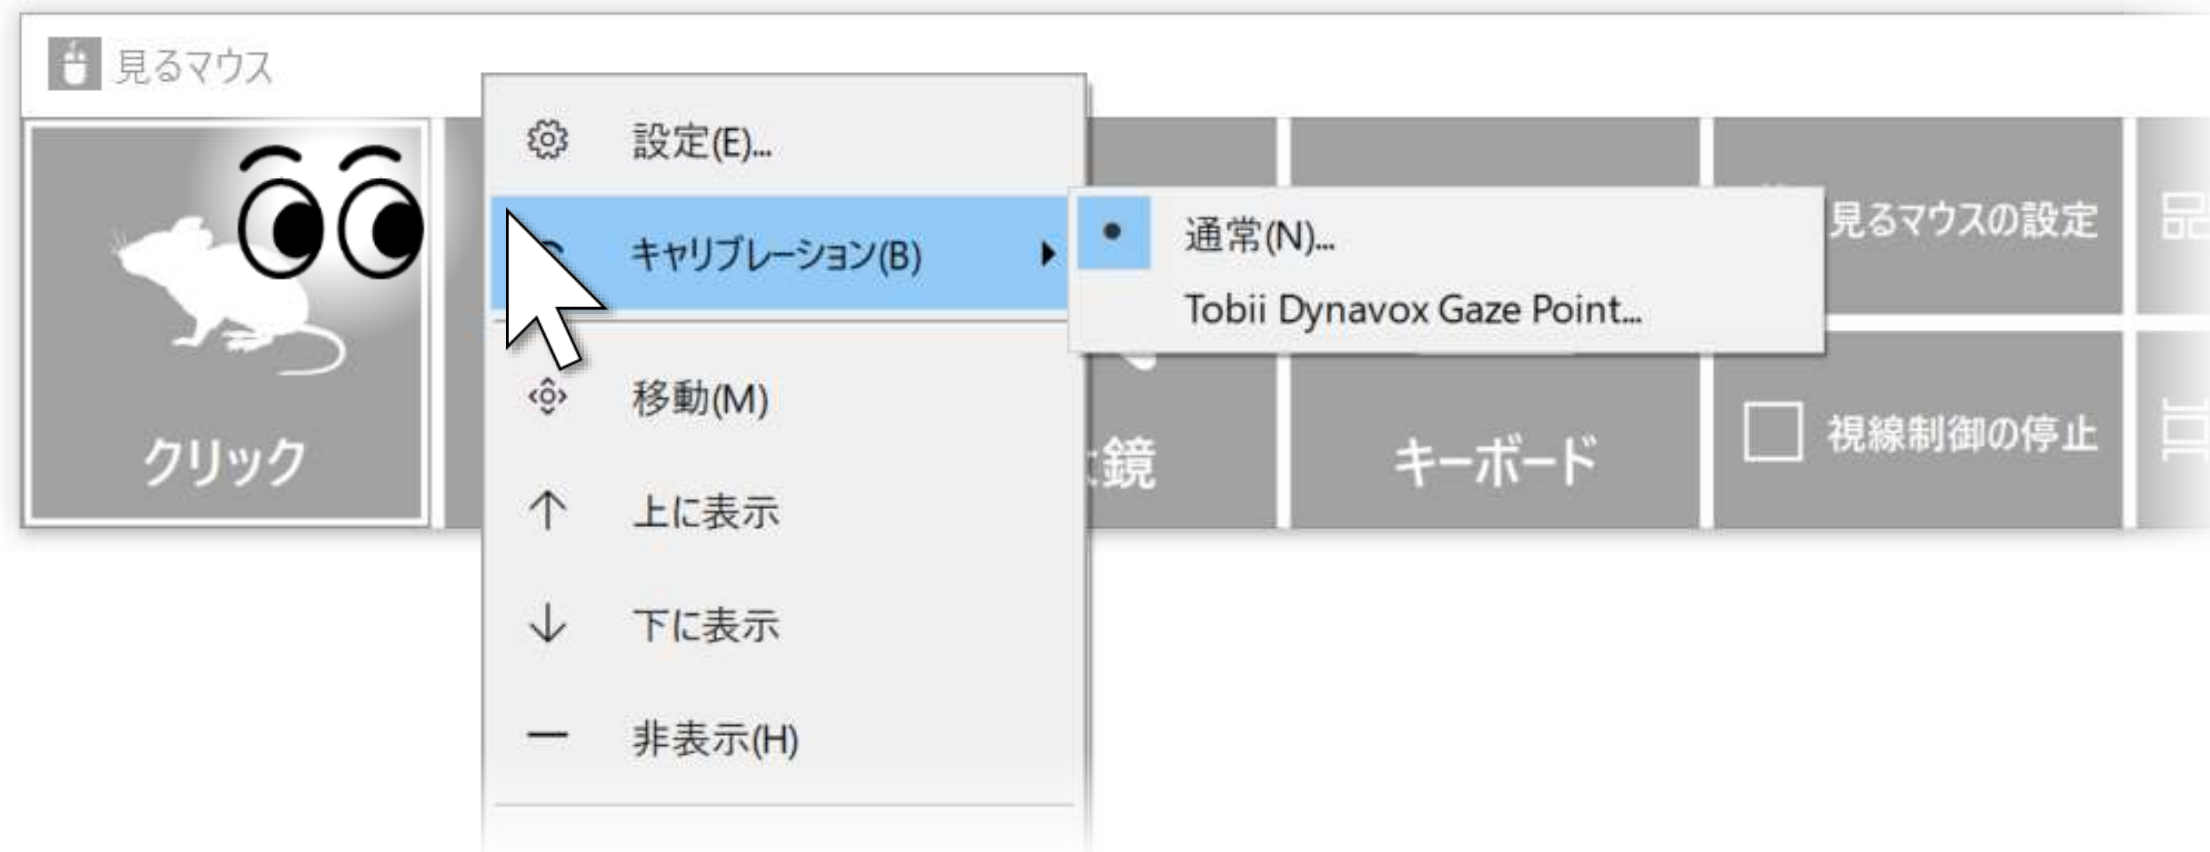 見るマウス
設定(E)...
キャリブレーション(B)
通常(N)...
Tobii Dynavox Gaze Point...
移動(M)
上に表示
下に表示
非表示(H)
クリック
鏡
キーボード
見るマウスの設定
視線制御の停止